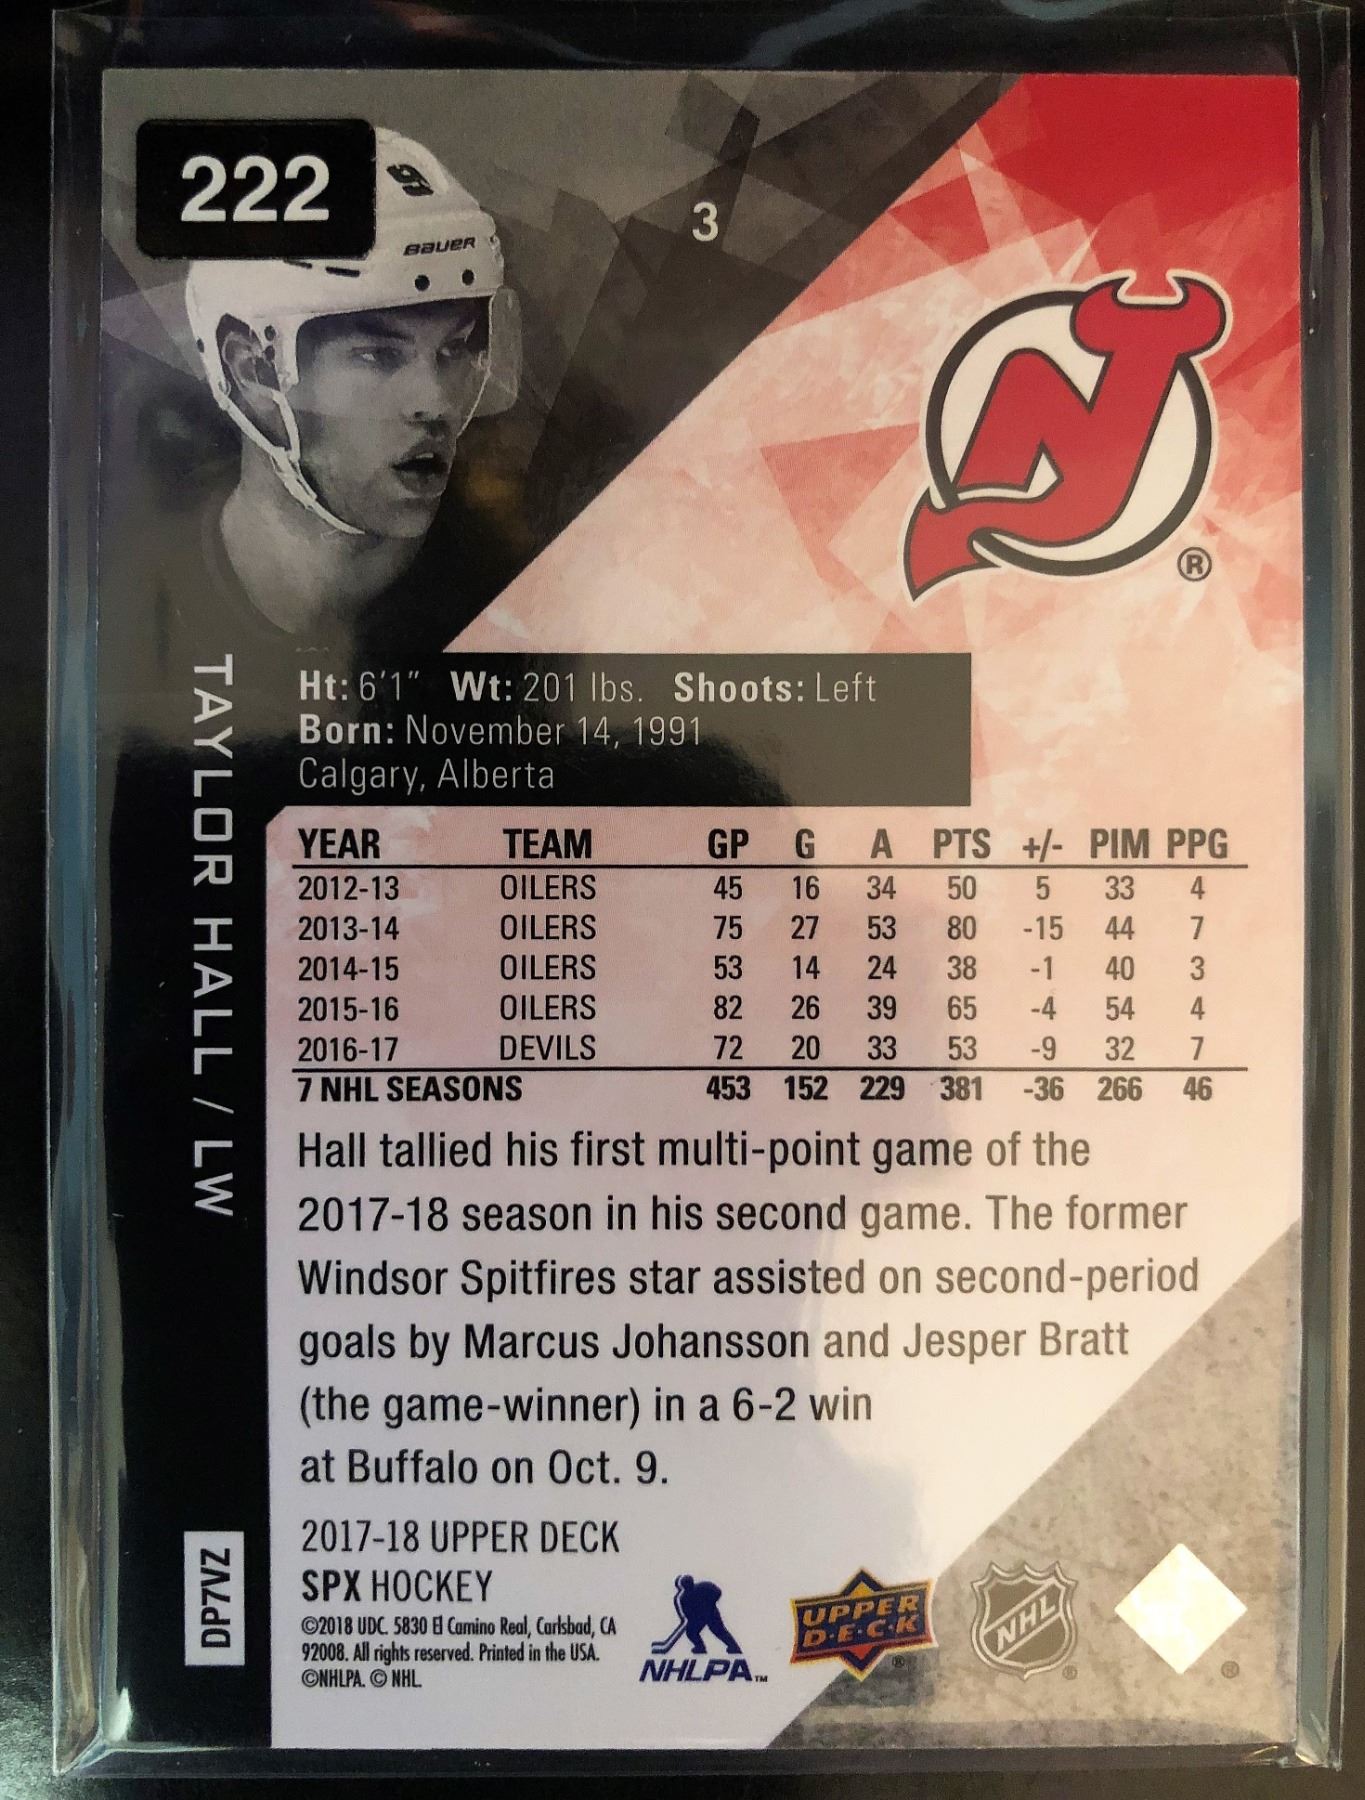 222
9
BAUER
3
NJ
®
TAYLOR HALL / LW
Ht: 6'1" Wt: 201 lbs. Shoots: Left
Born: November 14, 1991
Calgary, Alberta
YEAR TEAM GP G A PTS +/- PIM PPG
2012-13 OILERS 45 16 34 50 5 33 4
2013-14 OILERS 75 27 53 80 -15 44 7
2014-15 OILERS 53 14 24 38 -1 40 3
2015-16 OILERS 82 26 39 65 -4 54 4
2016-17 DEVILS 72 20 33 53 -9 32 7
7 NHL SEASONS 453 152 229 381 -36 266 46
Hall tallied his first multi-point game of the
2017-18 season in his second game. The former
Windsor Spitfires star assisted on second-period
goals by Marcus Johansson and Jesper Bratt
(the game-winner) in a 6-2 win
at Buffalo on Oct. 9.
DP7VZ
2017-18 UPPER DECK
SPX HOCKEY
©2018 UDC. 5830 El Camino Real, Carlsbad, CA
92008. All rights reserved. Printed in the USA.
©NHLPA. © NHL
NHLPA™
UPPER
D·E·C·K
®
NHL
®
®